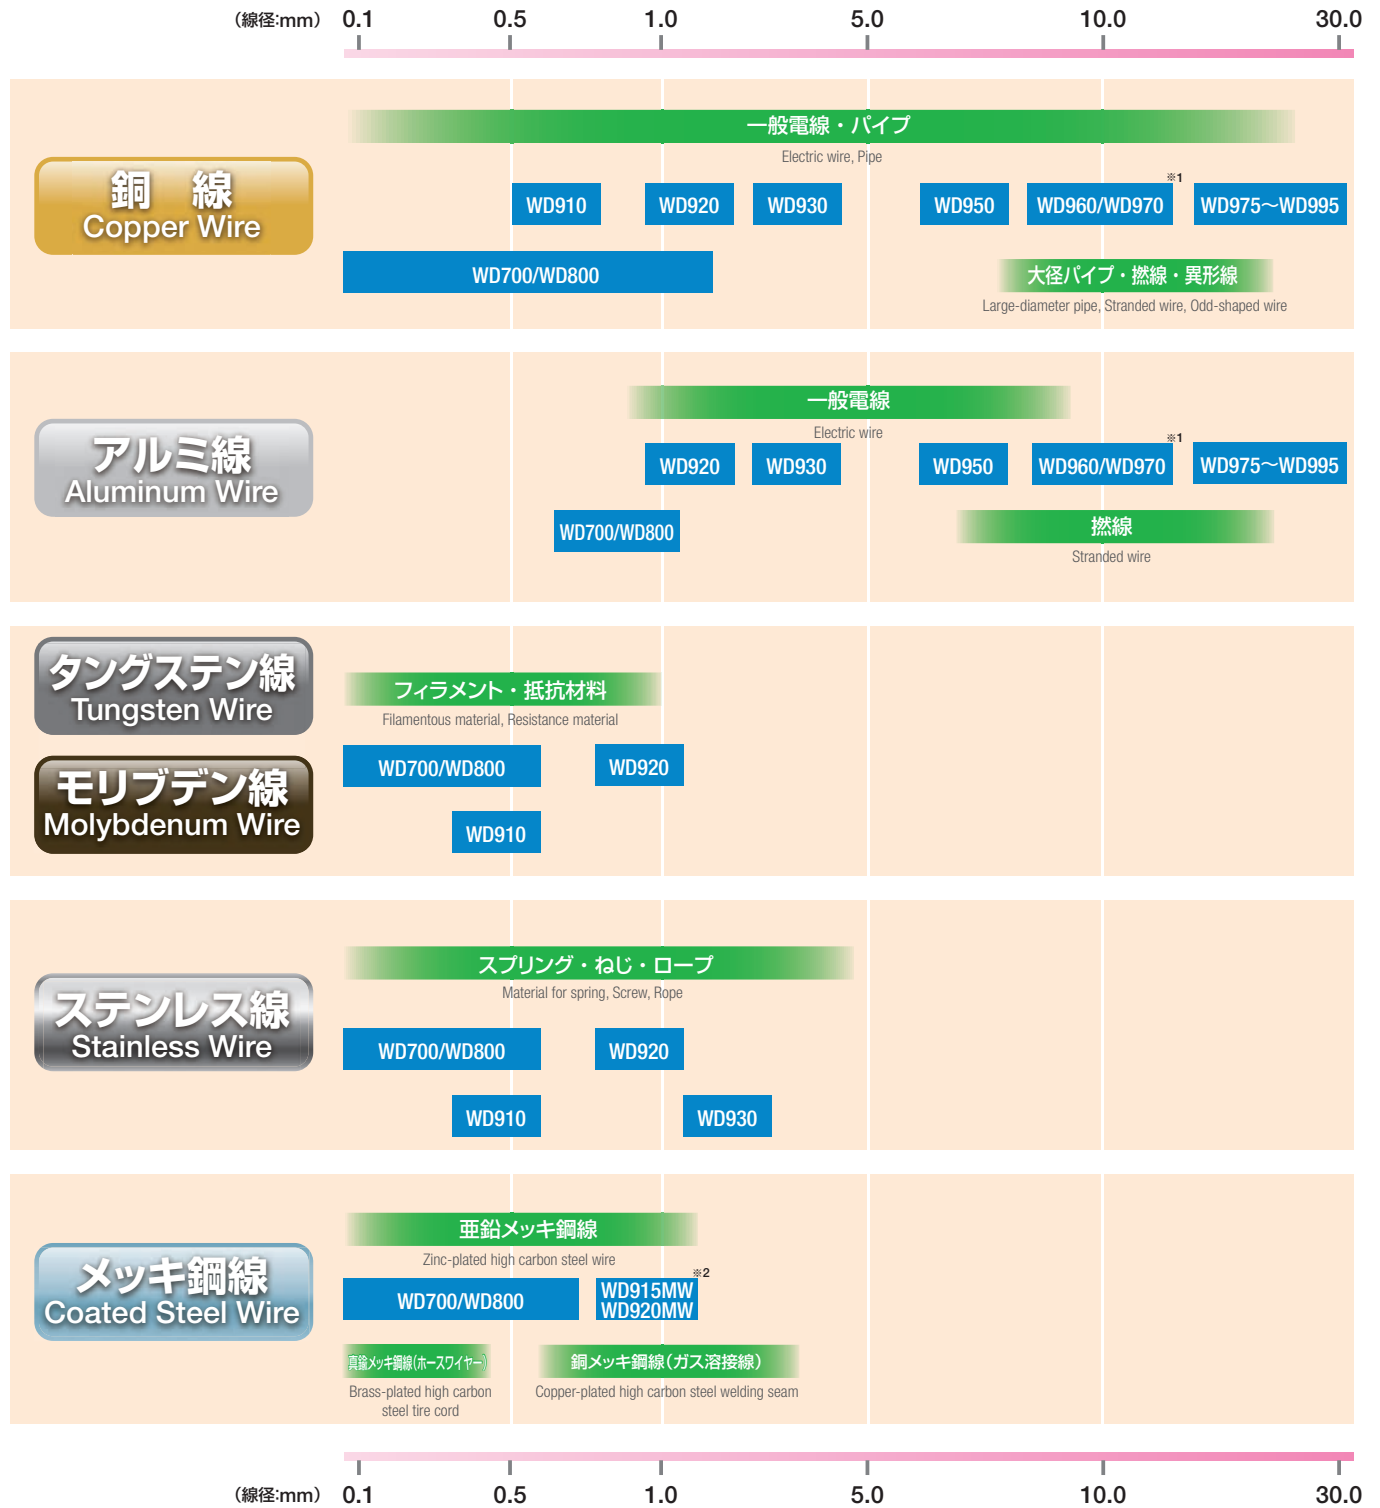 （線径:mm） 0.1 0.5 1.0 5.0 10.0 30.0
一般電線・パイプ
Electric wire, Pipe
銅　線
Copper Wire
※1
WD910 WD920 WD930 WD950 WD960/WD970 WD975〜WD995
WD700/WD800
大径パイプ・撚線・異形線
Large-diameter pipe, Stranded wire, Odd-shaped wire
一般電線
Electric wire
アルミ線
Aluminum Wire
※1
WD920 WD930 WD950 WD960/WD970 WD975〜WD995
WD700/WD800
撚線
Stranded wire
タングステン線
Tungsten Wire
フィラメント・抵抗材料
Filamentous material, Resistance material
モリブデン線
Molybdenum Wire
WD700/WD800 WD920
WD910
スプリング・ねじ・ロープ
Material for spring, Screw, Rope
ステンレス線
Stainless Wire
WD700/WD800 WD920
WD910 WD930
亜鉛メッキ鋼線
Zinc-plated high carbon steel wire
メッキ鋼線
Coated Steel Wire
※2
WD700/WD800 WD915MW
WD920MW
真鍮メッキ鋼線(ホースワイヤー)
Brass-plated high carbon
steel tire cord
銅メッキ鋼線（ガス溶接線）
Copper-plated high carbon steel welding seam
（線径:mm） 0.1 0.5 1.0 5.0 10.0 30.0